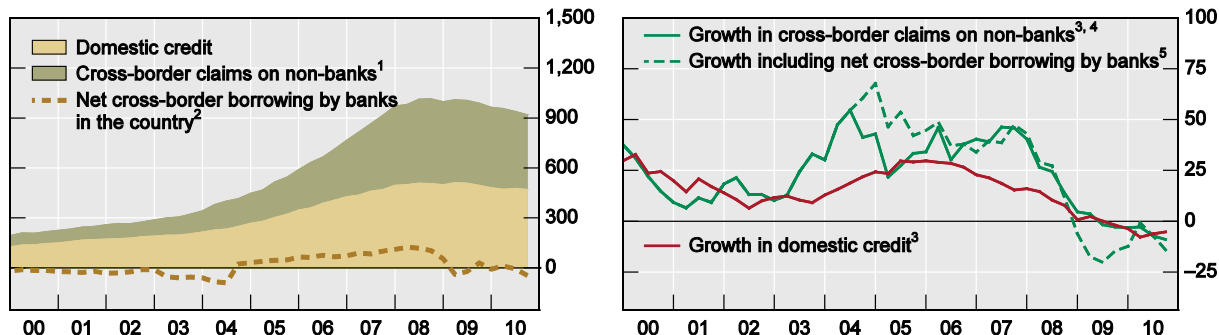 1,500
Domestic credit
1,200
Cross-border claims on non-banks¹
Net cross-border borrowing by banks
in the country²
900
600
300
0
00 01 02 03 04 05 06 07 08 09 10
100
Growth in cross-border claims on non-banks³, ⁴
Growth including net cross-border borrowing by banks⁵
75
50
25
0
Growth in domestic credit³
–25
00 01 02 03 04 05 06 07 08 09 10